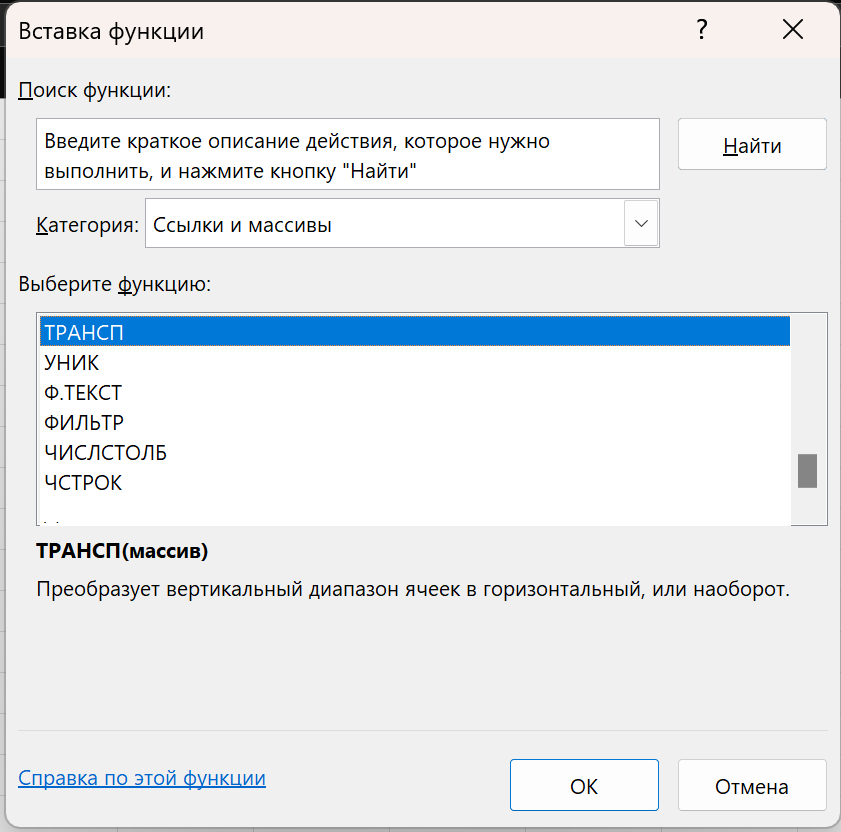 Вставка функции
?
Поиск функции:
Введите краткое описание действия, которое нужно
выполнить, и нажмите кнопку "Найти"
Найти
Категория:
Ссылки и массивы
Выберите функцию:
ТРАНСП
УНИК
Ф.ТЕКСТ
ФИЛЬТР
ЧИСЛСТОЛБ
ЧСТРОК
ТРАНСП(массив)
Преобразует вертикальный диапазон ячеек в горизонтальный, или наоборот.
Справка по этой функции
ОК
Отмена